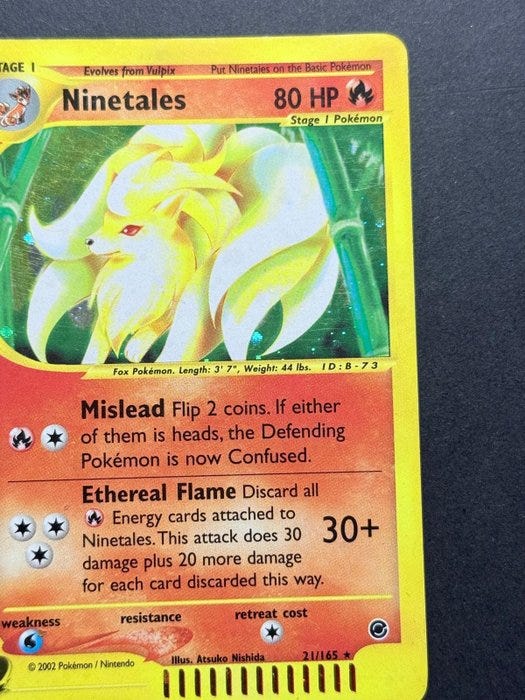 TAGE 1 Evolves from Vulpix Put Ninetales on the Basic Pokémon
Ninetales 80 HP
Stage 1 Pokémon
Fox Pokémon. Length: 3' 7", Weight: 44 lbs. ID:B-73
Mislead Flip 2 coins. If either
of them is heads, the Defending
Pokémon is now Confused.
Ethereal Flame Discard all
Energy cards attached to
Ninetales. This attack does 30
damage plus 20 more damage
for each card discarded this way.
30+
weakness resistance retreat cost
© 2002 Pokémon / Nintendo Illus. Atsuko Nishida 21/165 ★